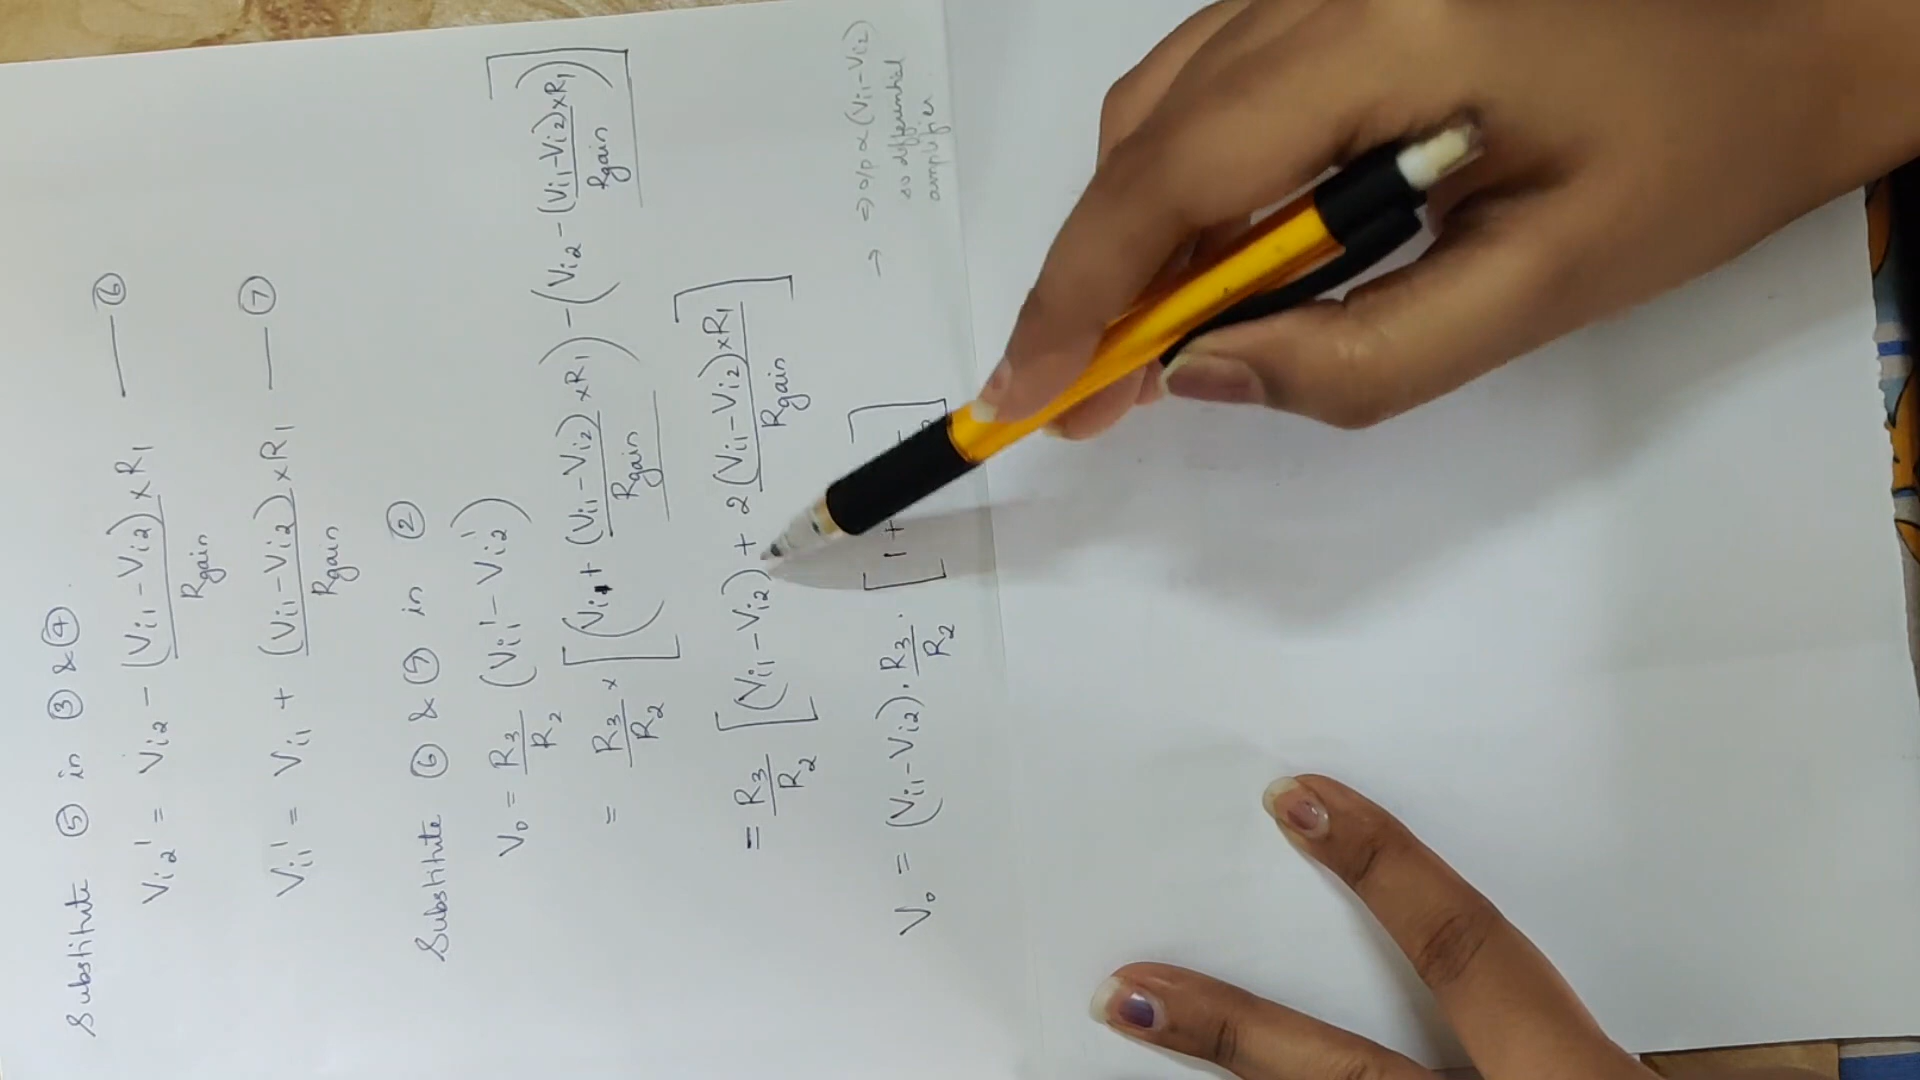 Substitute ⑤ in ③ & ④.
Vi2' = Vi2 - (Vi1 - Vi2) × R1 / Rgain —— ⑥
Vi1' = Vi1 + (Vi1 - Vi2) × R1 / Rgain —— ⑦
Substitute ⑥ & ⑦ in ②
Vo = R3/R2 (Vi1' - Vi2')
= R3/R2 × [(Vi1 + (Vi1 - Vi2) × R1 / Rgain) - (Vi2 - (Vi1 - Vi2) × R1 / Rgain)]
= R3/R2 [(Vi1 - Vi2) + 2 (Vi1 - Vi2) × R1 / Rgain]
→ ⇒ o/p ∝ (Vi1 - Vi2)
so differential
amplifier
Vo = (Vi1 - Vi2) . R3/R2 . [1 + ]